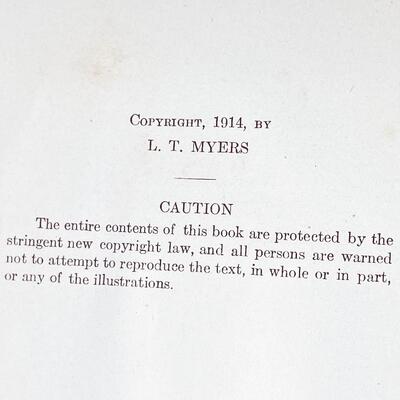 Copyright, 1914, by
L. T. MYERS
CAUTION
The entire contents of this book are protected by the
stringent new copyright law, and all persons are warned
not to attempt to reproduce the text, in whole or in part,
or any of the illustrations.